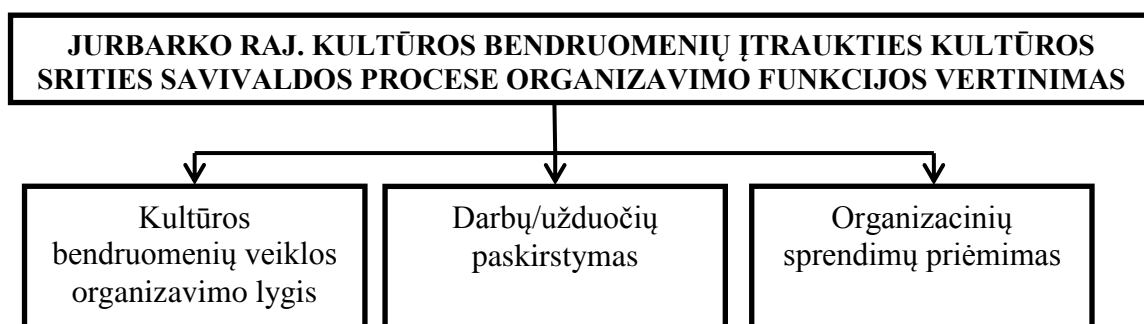 JURBARKO RAJ. KULTŪROS BENDRUOMENIŲ ĮTRAUKTIES KULTŪROS
SRITIES SAVIVALDOS PROCESE ORGANIZAVIMO FUNKCIJOS VERTINIMAS
Kultūros
bendruomenių veiklos
organizavimo lygis
Darbų/užduočių
paskirstymas
Organizacinių
sprendimų priėmimas